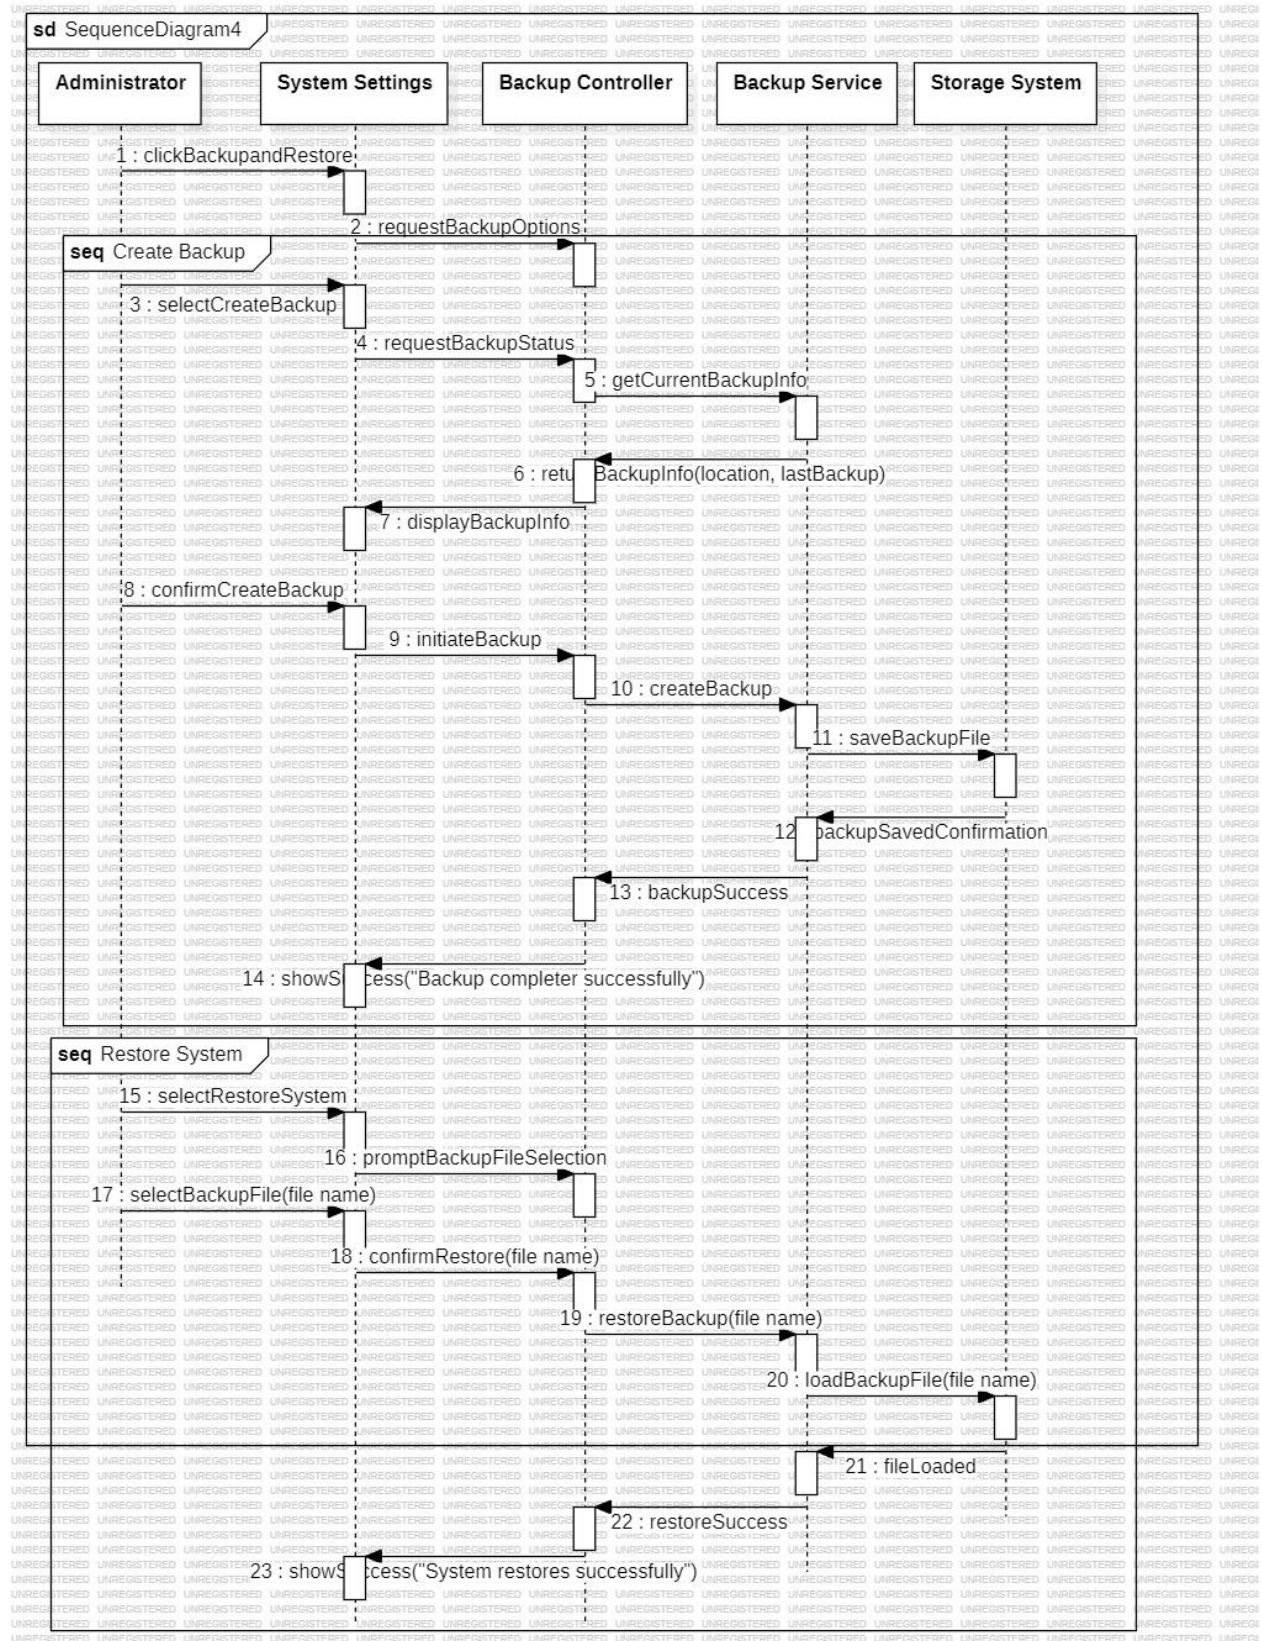 sd SequenceDiagram4
Administrator
System Settings
Backup Controller
Backup Service
Storage System
1 : clickBackupandRestore
2 : requestBackupOptions
seq Create Backup
3 : selectCreateBackup
4 : requestBackupStatus
5 : getCurrentBackupInfo
6 : retu BackupInfo(location, lastBackup)
7 : displayBackupInfo
8 : confirmCreateBackup
9 : initiateBackup
10 : createBackup
11 : saveBackupFile
12 backupSavedConfirmation
13 : backupSuccess
14 : showS cess("Backup completer successfully")
seq Restore System
15 : selectRestoreSystem
16 : promptBackupFileSelection
17 : selectBackupFile(file name)
18 : confirmRestore(file name)
19 : restoreBackup(file name)
20 : loadBackupFile(file name)
21 : fileLoaded
22 : restoreSuccess
23 : showS ccess("System restores successfully")
UNREGISTERED